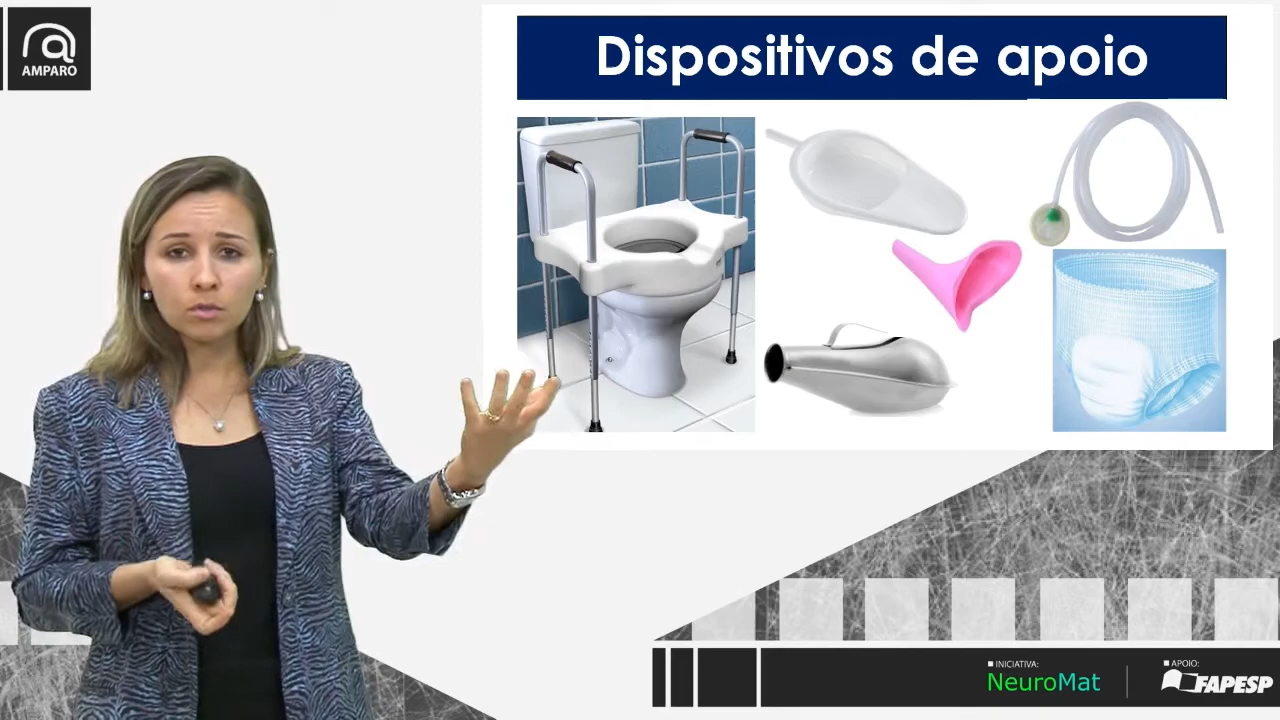 AMPARO
Dispositivos de apoio
INICIATIVA:
NeuroMat
APOIO:
FAPESP